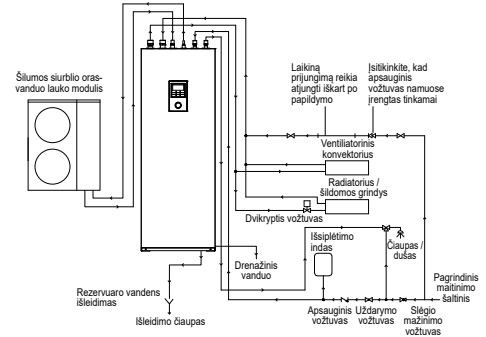 Šilumos siurblio oras-
vanduo lauko modulis
Laikiną
prijungimą reikia
atjungti iškart po
papildymo
Įsitikinkite, kad
apsauginis
vožtuvas namuose
įrengtas tinkamai
Ventiliatorinis
konvektorius
Radiatorius /
šildomos grindys
Dvikryptis vožtuvas
Išsiplėtimo
indas
Čiaupas /
dušas
Drenažinis
vanduo
Pagrindinis
maitinimo
šaltinis
Rezervuaro vandens
išleidimas
Išleidimo čiaupas
Apsauginis
vožtuvas
Uždarymo
vožtuvas
Slėgio
mažinimo
vožtuvas